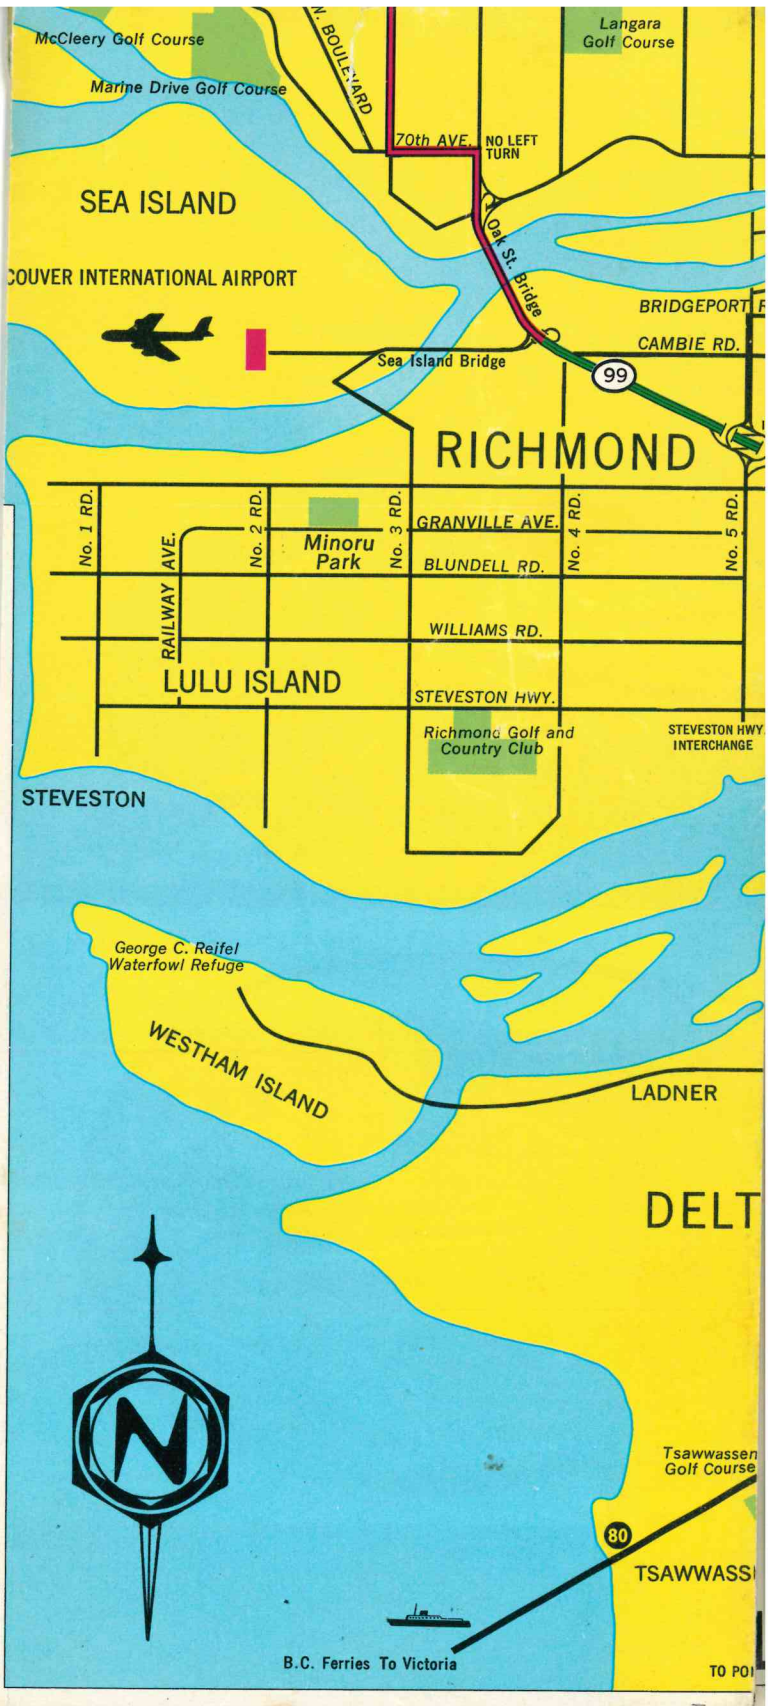 W. BOULEVARD
Langara
Golf Course
McCleery Golf Course
Marine Drive Golf Course
70th AVE.
NO LEFT
TURN
SEA ISLAND
Oak St. Bridge
COUVER INTERNATIONAL AIRPORT
BRIDGEPORT R
CAMBIE RD.
Sea Island Bridge
99
RICHMOND
No. 1 RD.
No. 2 RD.
No. 3 RD.
No. 4 RD.
No. 5 RD.
GRANVILLE AVE.
Minoru
Park
RAILWAY AVE.
BLUNDELL RD.
WILLIAMS RD.
LULU ISLAND
STEVESTON HWY.
Richmond Golf and
Country Club
STEVESTON HWY
INTERCHANGE
STEVESTON
George C. Reifel
Waterfowl Refuge
WESTHAM ISLAND
LADNER
DELT
N
Tsawwassen
Golf Course
80
TSAWWASS
B.C. Ferries To Victoria
TO POI